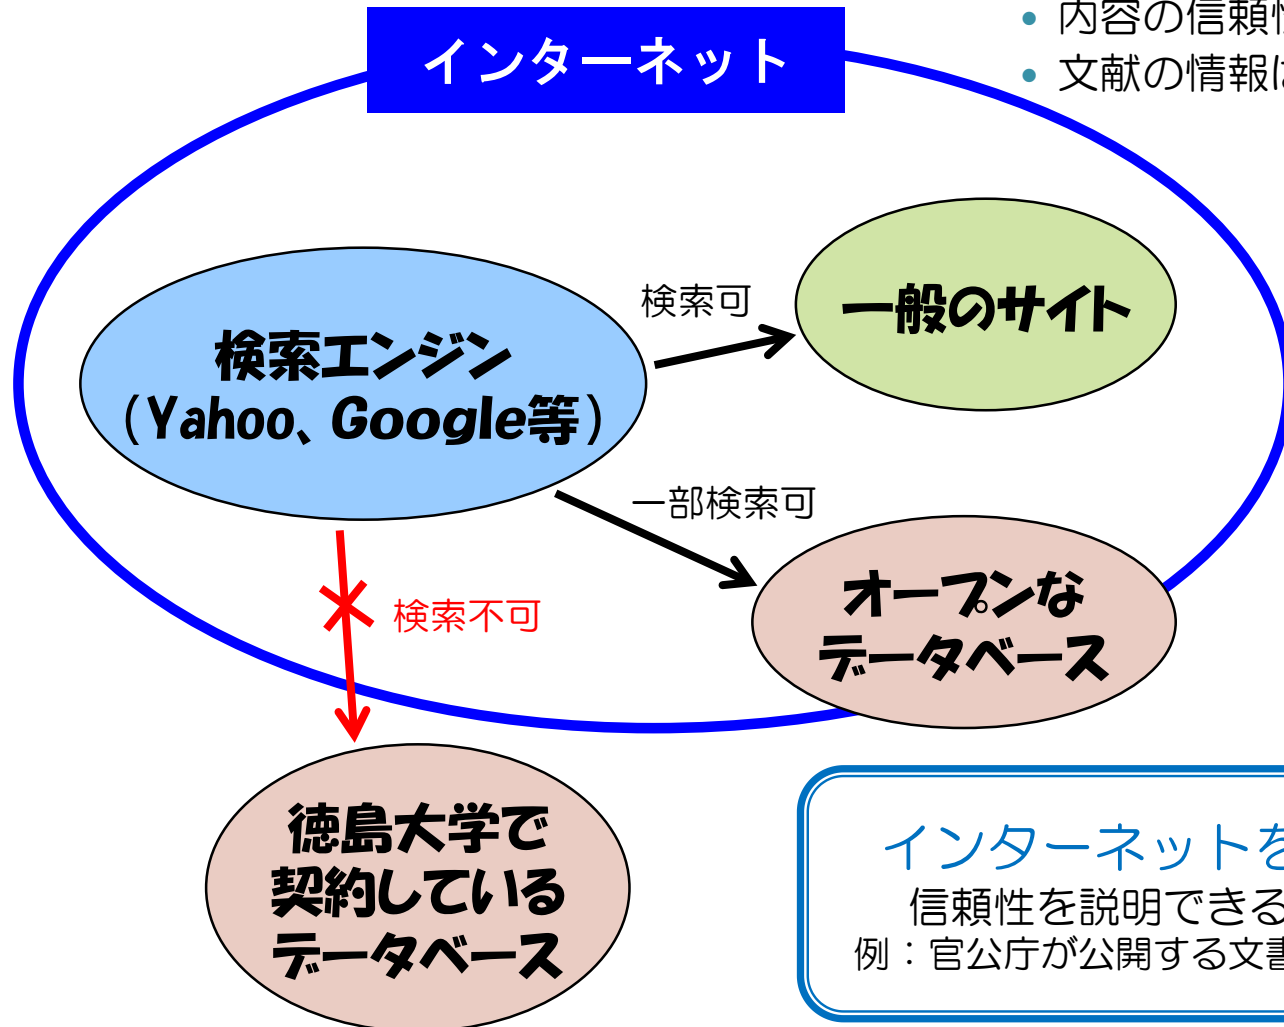 インターネット
• 内容の信頼
• 文献の情報
検索可
一般のサイト
検索エンジン
(Yahoo、Google等)
一部検索可
オープンな
データベース
検索不可
徳島大学で
契約している
データベース
インターネットを
信頼性を説明できる
例：官公庁が公開する文書